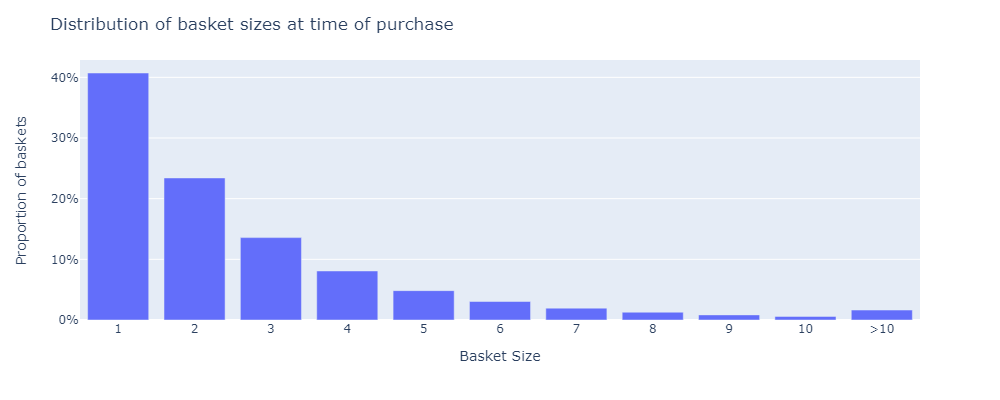 Distribution of basket sizes at time of purchase
Proportion of baskets
40%
30%
20%
10%
0%
1 2 3 4 5 6 7 8 9 10 >10
Basket Size